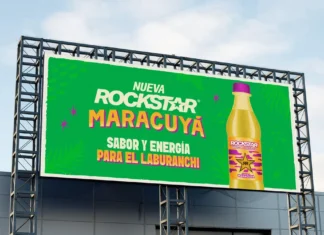 NUEVA
ROCKSTAR
MARACUYÁ
SABOR Y ENERGÍA
PARA EL LABURANCHI